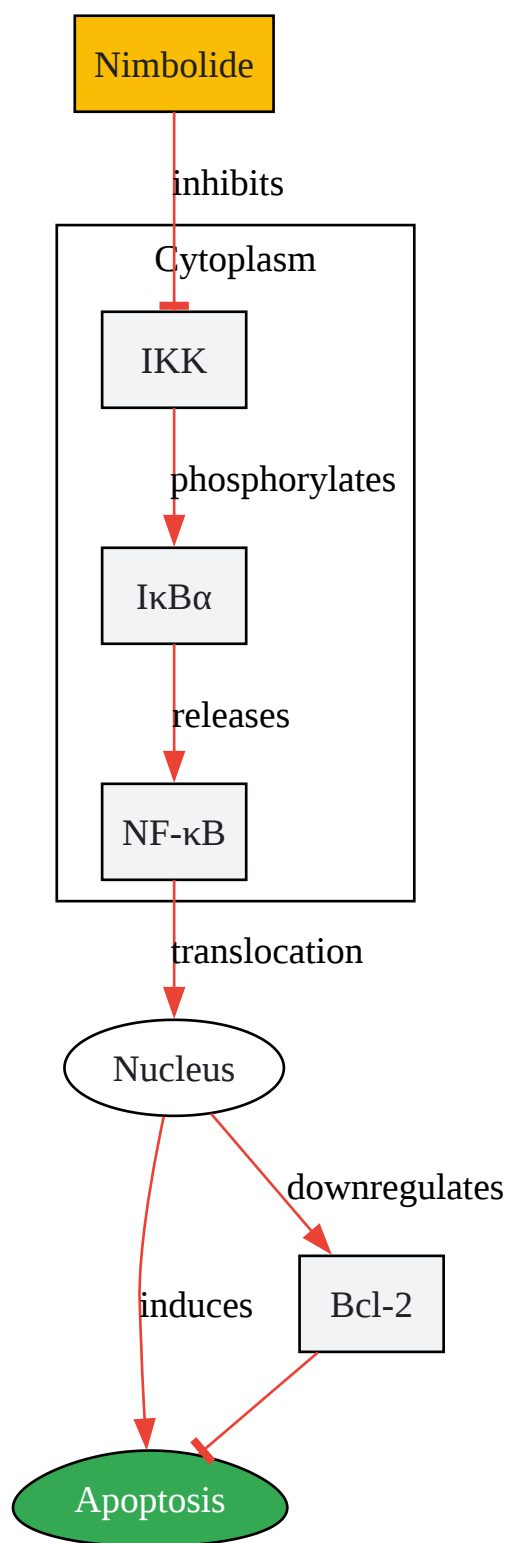 Nimbolide
inhibits
Cytoplasm
IKK
phosphorylates
IκBα
releases
NF-κB
translocation
Nucleus
downregulates
induces
Bcl-2
Apoptosis